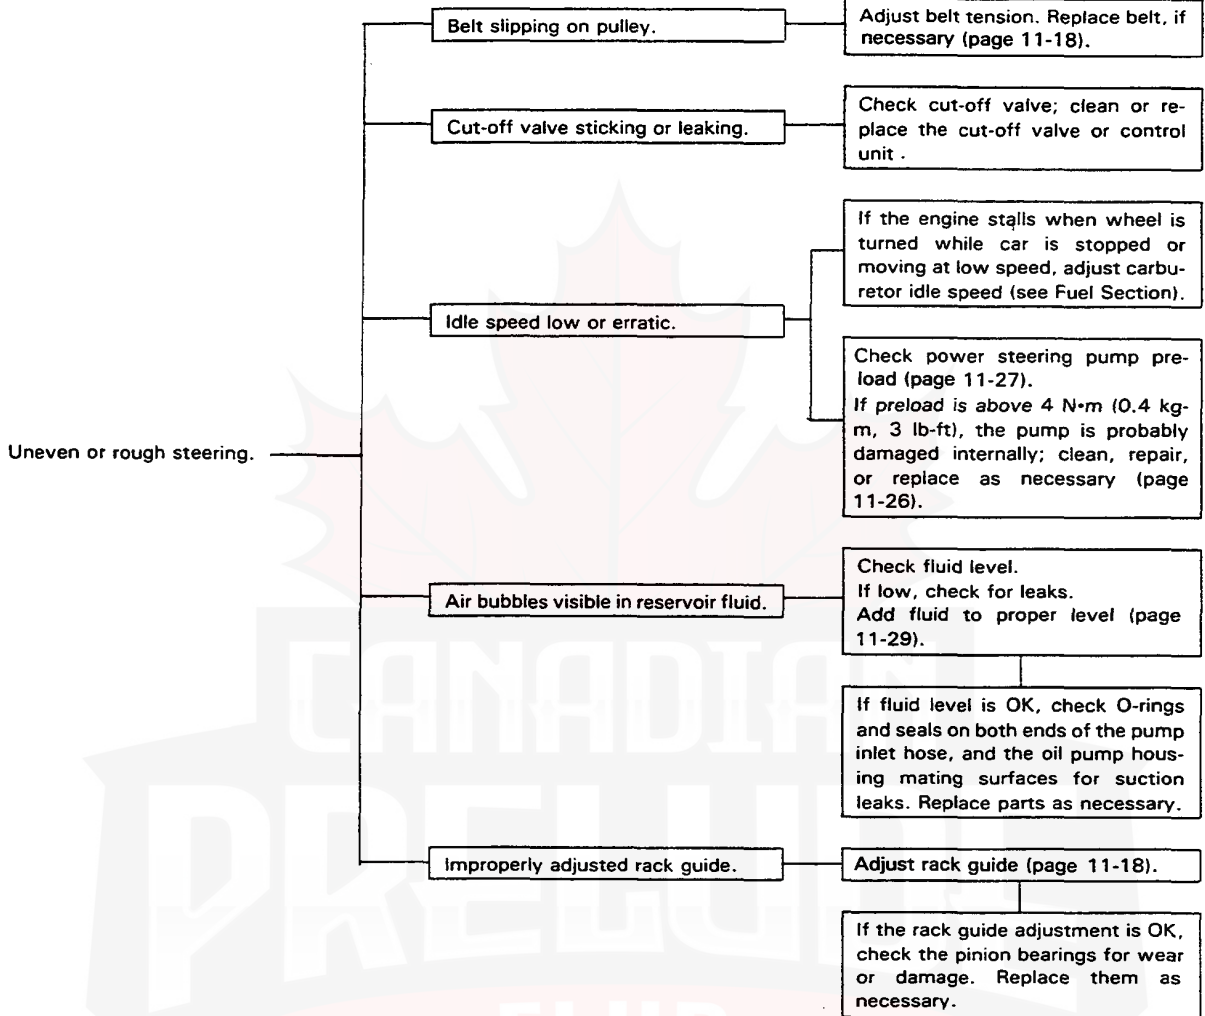 Belt slipping on pulley.
Adjust belt tension. Replace belt, if
necessary (page 11-18).
Cut-off valve sticking or leaking.
Check cut-off valve; clean or re-
place the cut-off valve or control
unit .
If the engine stalls when wheel is
turned while car is stopped or
moving at low speed, adjust carbu-
retor idle speed (see Fuel Section).
Idle speed low or erratic.
Check power steering pump pre-
load (page 11-27).
If preload is above 4 N•m (0.4 kg-
m, 3 lb-ft), the pump is probably
damaged internally; clean, repair,
or replace as necessary (page
11-26).
Uneven or rough steering.
Air bubbles visible in reservoir fluid.
Check fluid level.
If low, check for leaks.
Add fluid to proper level (page
11-29).
If fluid level is OK, check O-rings
and seals on both ends of the pump
inlet hose, and the oil pump hous-
ing mating surfaces for suction
leaks. Replace parts as necessary.
Improperly adjusted rack guide.
Adjust rack guide (page 11-18).
If the rack guide adjustment is OK,
check the pinion bearings for wear
or damage. Replace them as
necessary.
CANADIAN
PRELUDE
CLUB